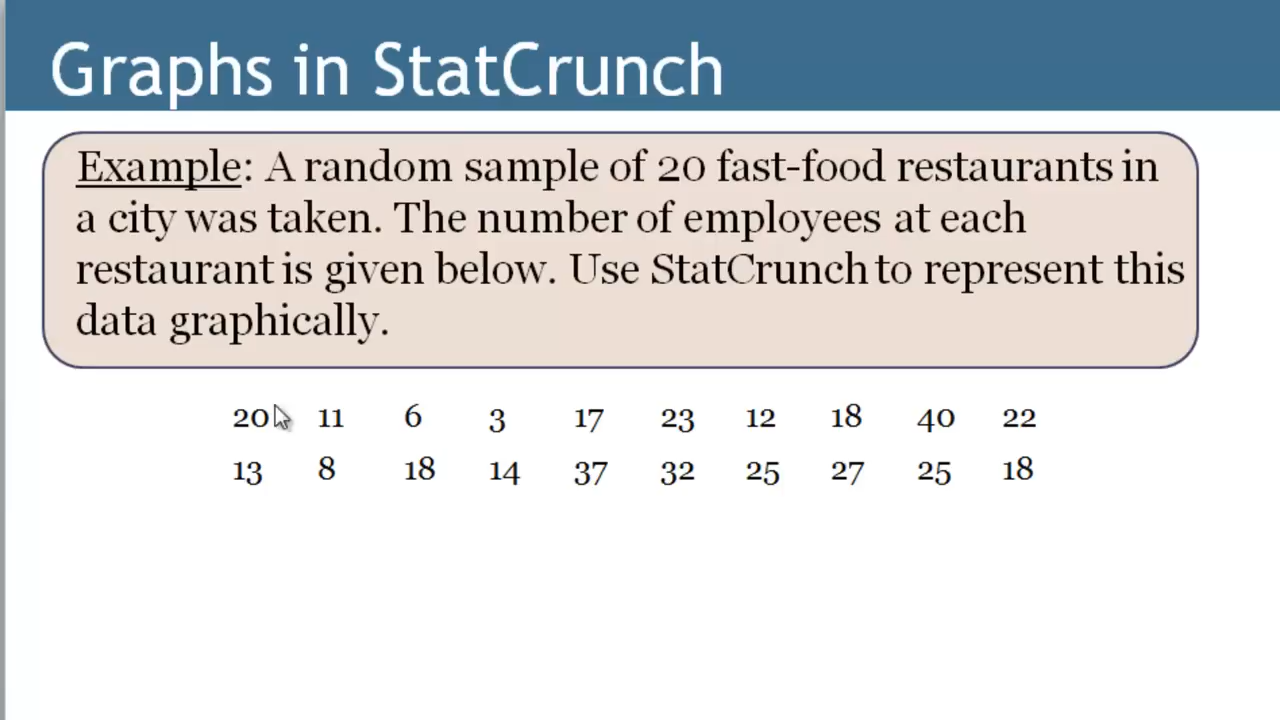 Graphs in StatCrunch
Example: A random sample of 20 fast-food restaurants in
a city was taken. The number of employees at each
restaurant is given below. Use StatCrunch to represent this
data graphically.
20 11 6 3 17 23 12 18 40 22
13 8 18 14 37 32 25 27 25 18